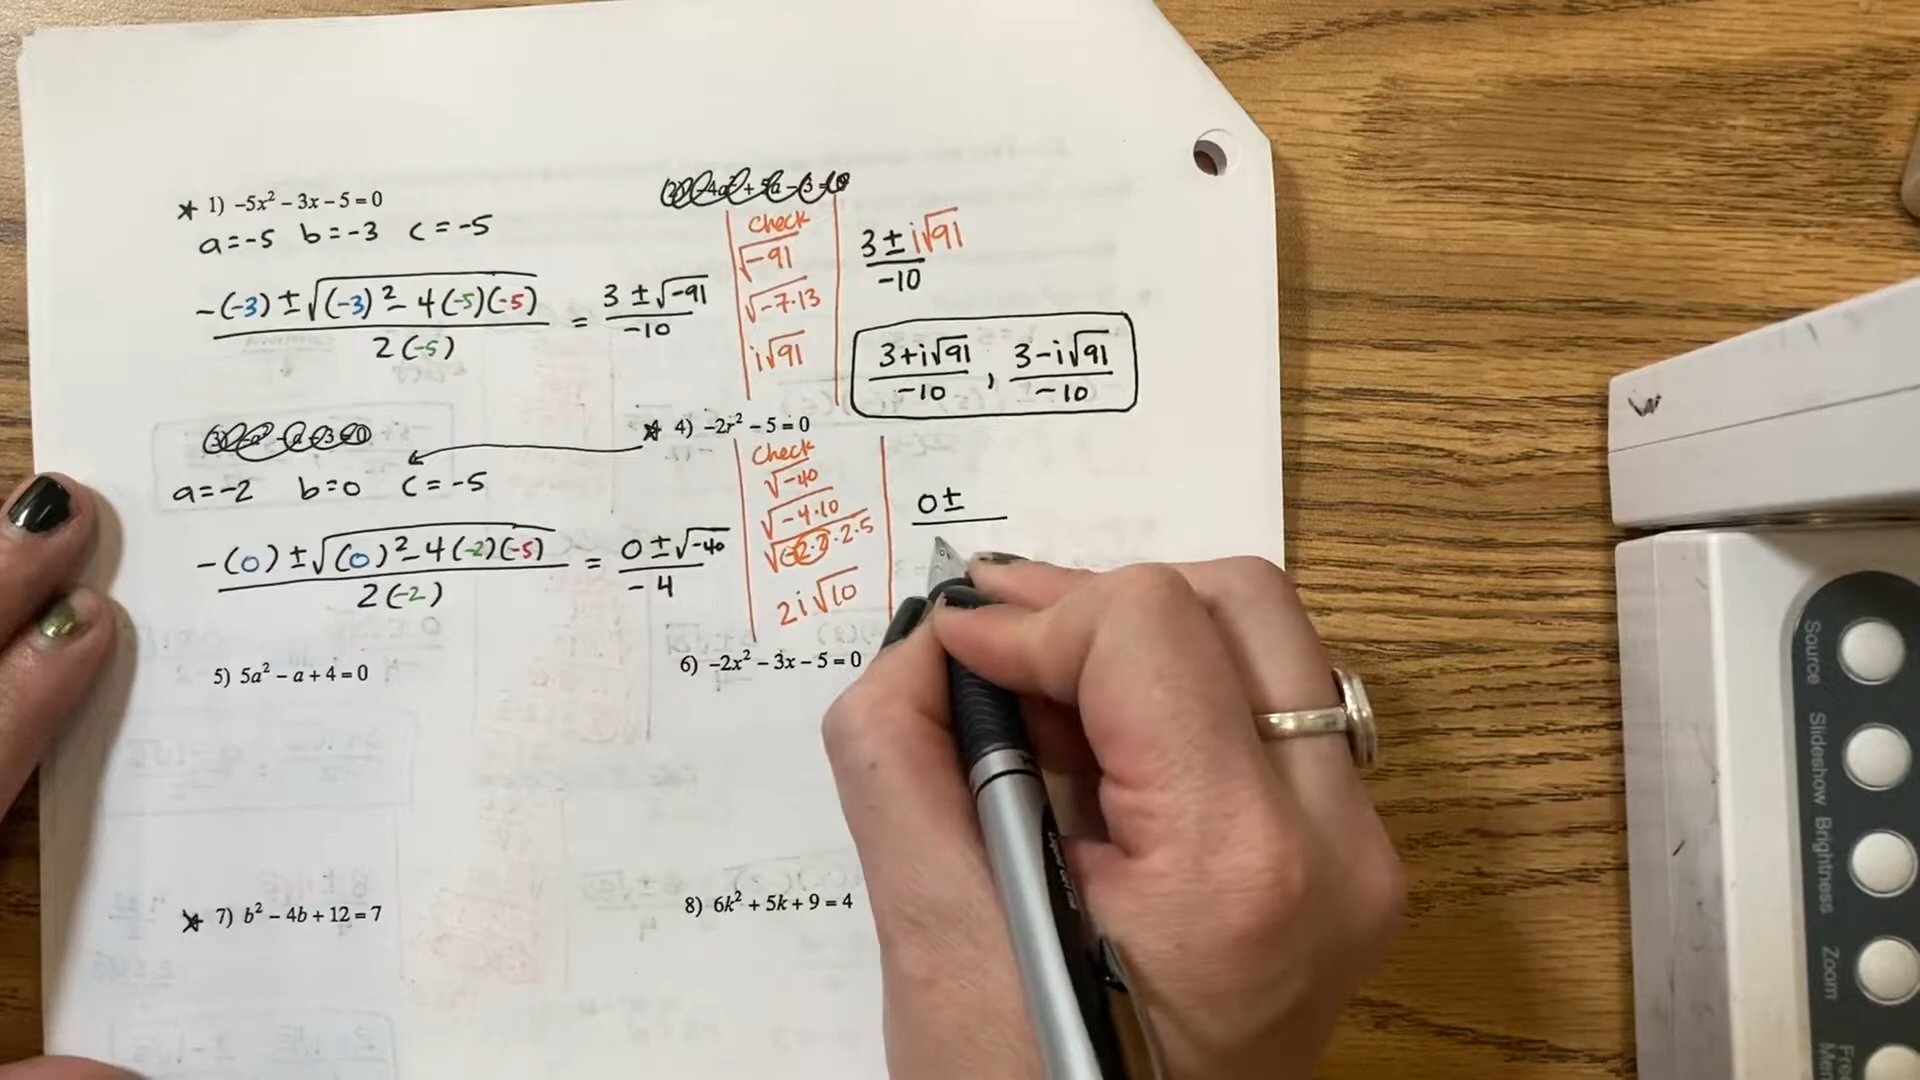 * 1) -5x² - 3x - 5 = 0
a = -5 b = -3 c = -5
-(-3) ± √(-3)² - 4(-5)(-5) = 3 ± √-91
2(-5)
-10
check
√-91
√-7·13
i√91
3 ± i√91
-10
3+i√91 , 3-i√91
-10 -10
* 4) -2r² - 5 = 0
a = -2 b = 0 c = -5
-(0) ± √(0)² - 4(-2)(-5) = 0 ± √-40
2(-2)
-4
check
√-40
√-4·10
2i√10
0 ±
5) 5a² - a + 4 = 0
6) -2x² - 3x - 5 = 0
* 7) b² - 4b + 12 = 7
8) 6k² + 5k + 9 = 4
Source
Slideshow
Brightness
Zoom